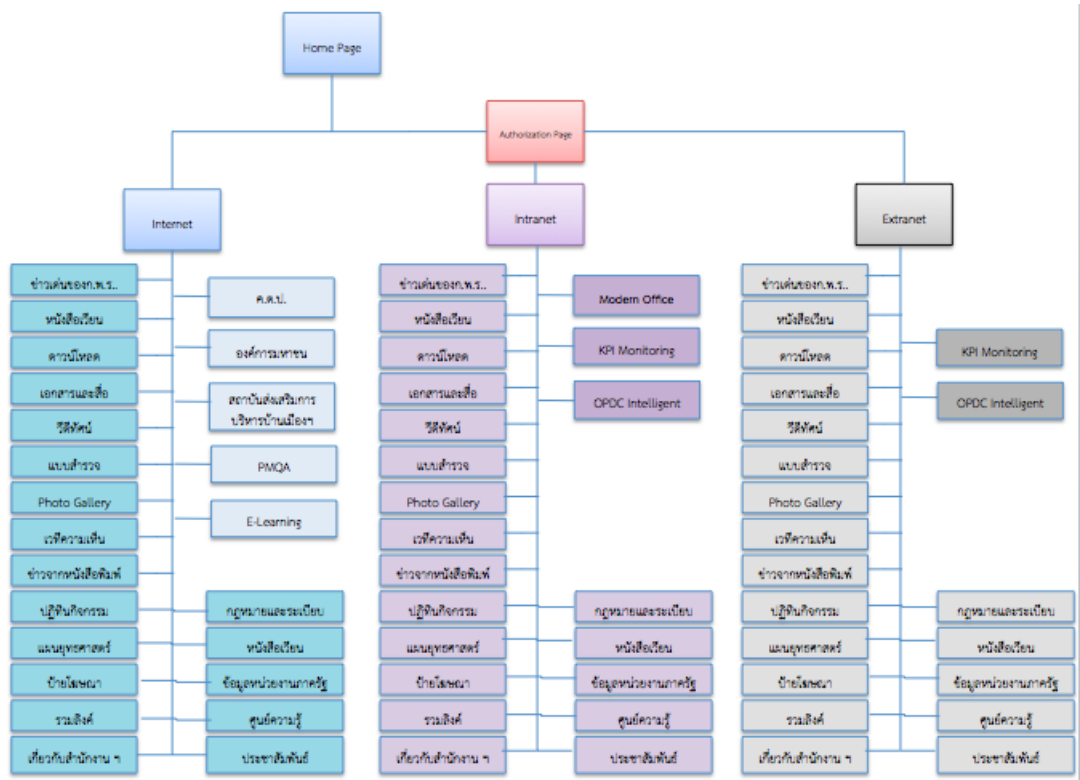 Home Page
Authorization Page
Internet
ข่าวเด่นของก.พ.ร..
หนังสือเวียน
ดาวน์โหลด
เอกสารและสื่อ
วีดีทัศน์
แบบสำรวจ
Photo Gallery
เวทีความเห็น
ข่าวจากหนังสือพิมพ์
ปฏิทินกิจกรรม
แผนยุทธศาสตร์
ป้ายโฆษณา
รวมลิงค์
เกี่ยวกับสำนักงาน ฯ
ค.ต.ป.
องค์การมหาชน
สถาบันส่งเสริมการ
บริหารบ้านเมืองฯ
PMQA
E-Learning
กฎหมายและระเบียบ
หนังสือเวียน
ข้อมูลหน่วยงานภาครัฐ
ศูนย์ความรู้
ประชาสัมพันธ์
Intranet
ข่าวเด่นของก.พ.ร..
หนังสือเวียน
ดาวน์โหลด
เอกสารและสื่อ
วีดีทัศน์
แบบสำรวจ
Photo Gallery
เวทีความเห็น
ข่าวจากหนังสือพิมพ์
ปฏิทินกิจกรรม
แผนยุทธศาสตร์
ป้ายโฆษณา
รวมลิงค์
เกี่ยวกับสำนักงาน ฯ
Modern Office
KPI Monitoring
OPDC Intelligent
กฎหมายและระเบียบ
หนังสือเวียน
ข้อมูลหน่วยงานภาครัฐ
ศูนย์ความรู้
ประชาสัมพันธ์
Extranet
ข่าวเด่นของก.พ.ร..
หนังสือเวียน
ดาวน์โหลด
เอกสารและสื่อ
วีดีทัศน์
แบบสำรวจ
Photo Gallery
เวทีความเห็น
ข่าวจากหนังสือพิมพ์
ปฏิทินกิจกรรม
แผนยุทธศาสตร์
ป้ายโฆษณา
รวมลิงค์
เกี่ยวกับสำนักงาน ฯ
KPI Monitoring
OPDC Intelligent
กฎหมายและระเบียบ
หนังสือเวียน
ข้อมูลหน่วยงานภาครัฐ
ศูนย์ความรู้
ประชาสัมพันธ์